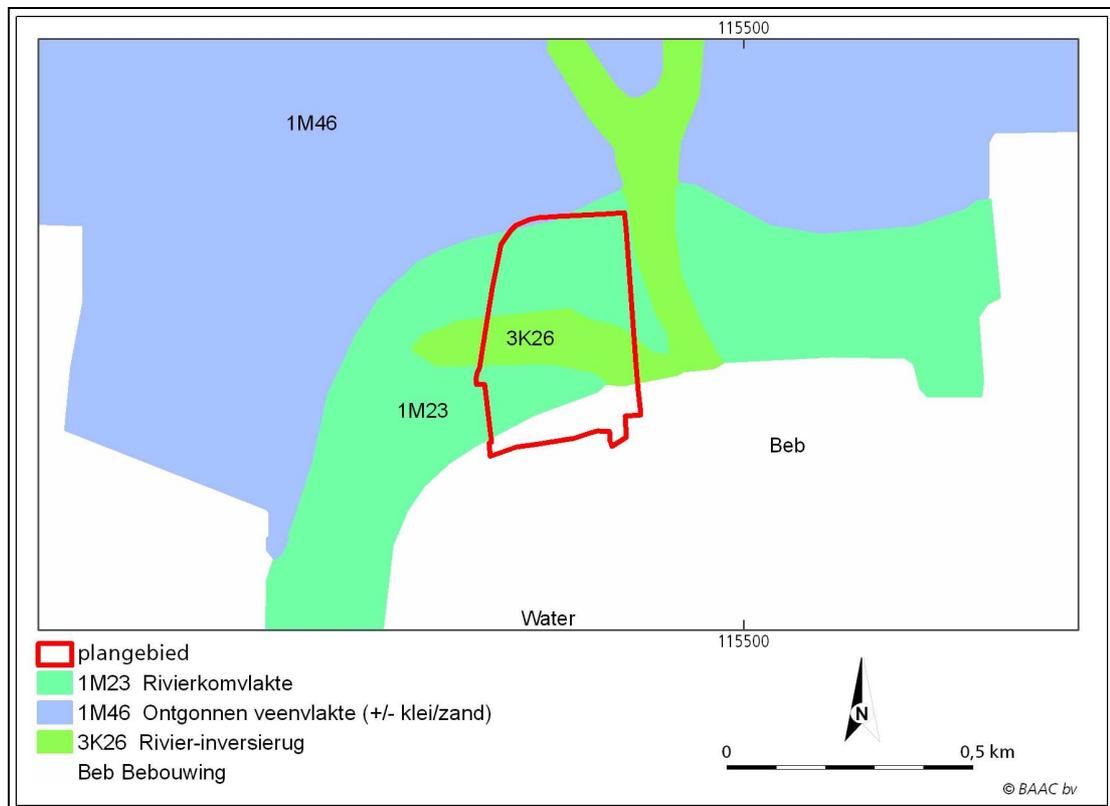 115500
1M46
3K26
1M23
Beb
Water
115500
plangebied
1M23 Rivierkomvlakte
1M46 Ontgonnen veenvlakte (+/- klei/zand)
3K26 Rivier-inversierug
Beb Bebouwing
N
0 0,5 km
© BAAC bv